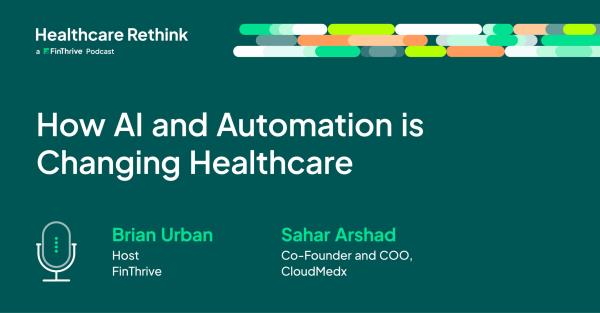 Healthcare Rethink
a FinThrive Podcast
How AI and Automation is
Changing Healthcare
Brian Urban
Host
FinThrive
Sahar Arshad
Co-Founder and COO,
CloudMedx